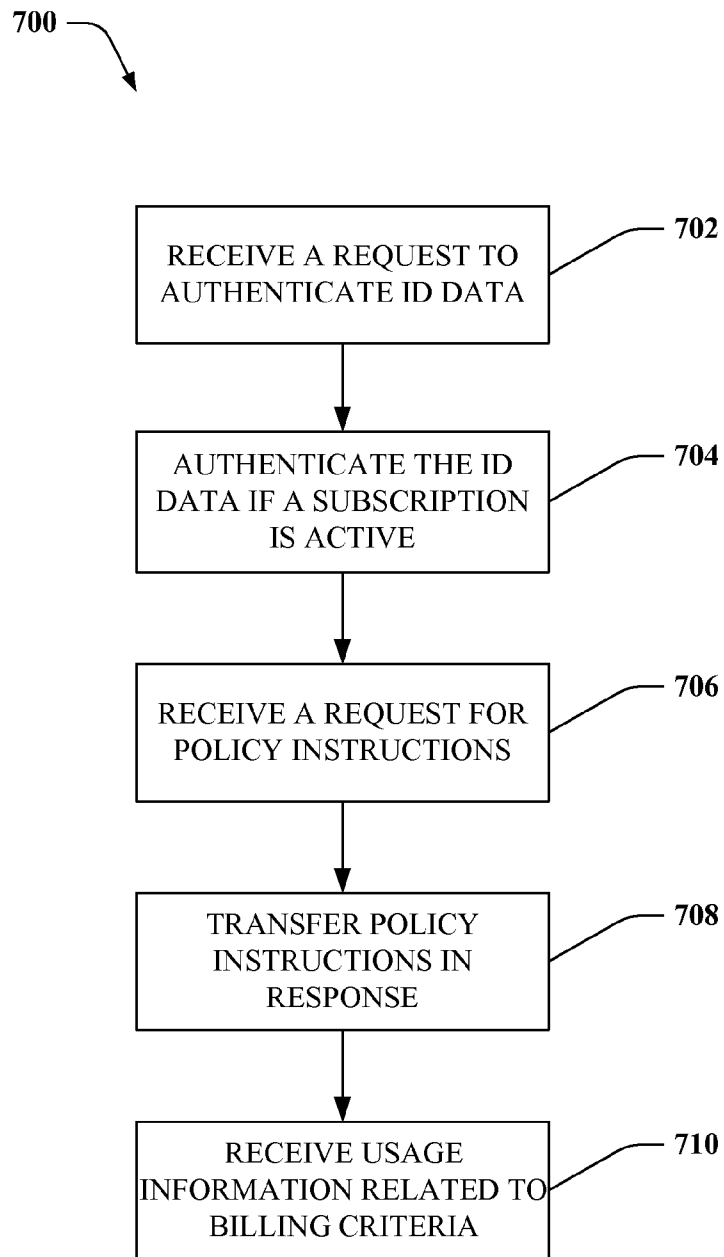 700
RECEIVE A REQUEST TO
AUTHENTICATE ID DATA
702
AUTHENTICATE THE ID
DATA IF A SUBSCRIPTION
IS ACTIVE
704
RECEIVE A REQUEST FOR
POLICY INSTRUCTIONS
706
TRANSFER POLICY
INSTRUCTIONS IN
RESPONSE
708
RECEIVE USAGE
INFORMATION RELATED TO
BILLING CRITERIA
710